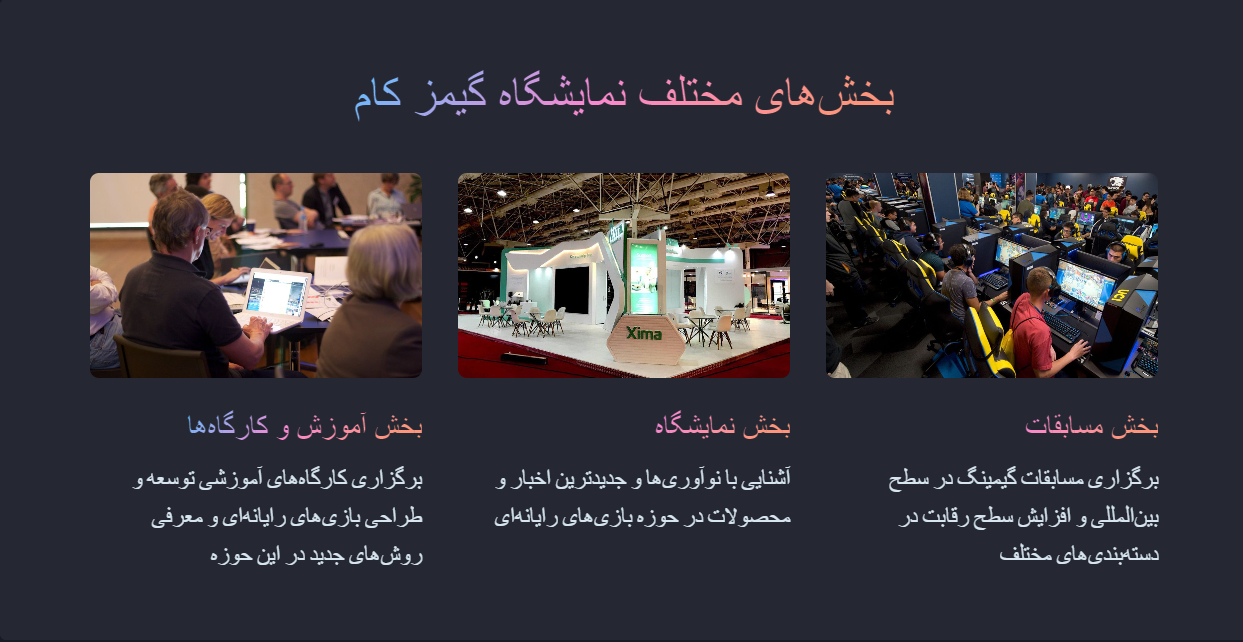 بخش‌های مختلف نمایشگاه گیمز کام
Xima
بخش مسابقات
برگزاری مسابقات گیمینگ در سطح
بین‌المللی و افزایش سطح رقابت در
دسته‌بندی‌های مختلف
بخش نمایشگاه
آشنایی با نوآوری‌ها و جدیدترین اخبار و
محصولات در حوزه بازی‌های رایانه‌ای
بخش آموزش و کارگاه‌ها
برگزاری کارگاه‌های آموزشی توسعه و
طراحی بازی‌های رایانه‌ای و معرفی
روش‌های جدید در این حوزه